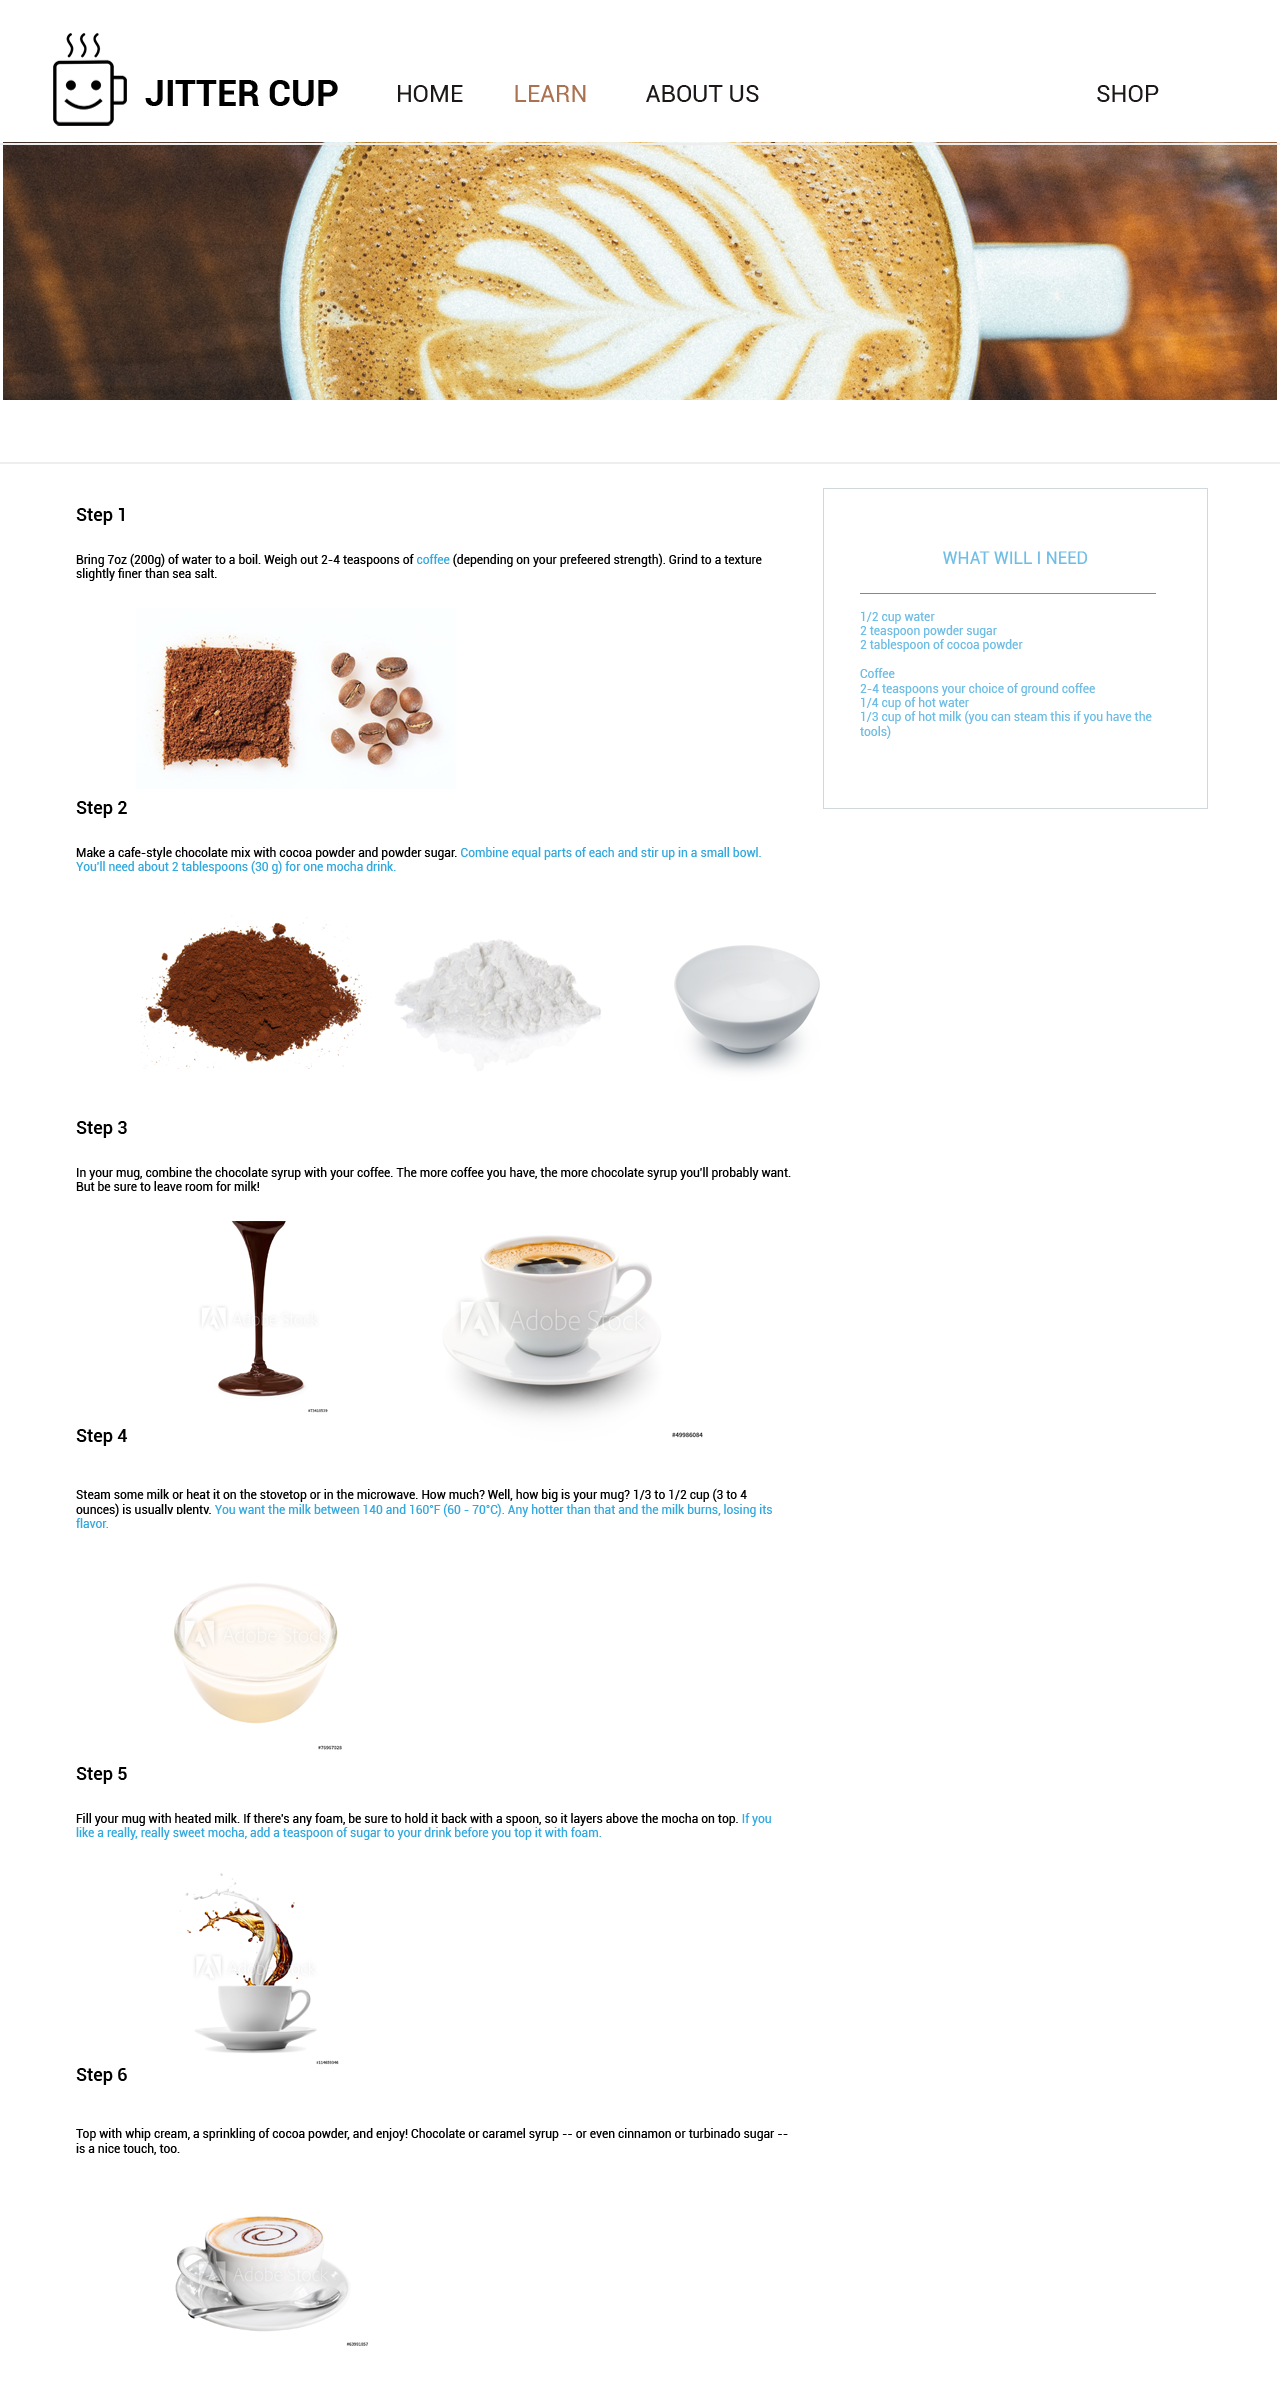 JITTER CUP
HOME
LEARN
ABOUT US
SHOP
Step 1
Bring 7oz (200g) of water to a boil. Weigh out 2-4 teaspoons of coffee (depending on your prefeered strength). Grind to a texture
slightly finer than sea salt.
WHAT WILL I NEED
1/2 cup water
2 teaspoon powder sugar
2 tablespoon of cocoa powder
Coffee
2-4 teaspoons your choice of ground coffee
1/4 cup of hot water
1/3 cup of hot milk (you can steam this if you have the
tools)
Step 2
Make a cafe-style chocolate mix with cocoa powder and powder sugar. Combine equal parts of each and stir up in a small bowl.
You'll need about 2 tablespoons (30 g) for one mocha drink.
Step 3
In your mug, combine the chocolate syrup with your coffee. The more coffee you have, the more chocolate syrup you'll probably want.
But be sure to leave room for milk!
Adobe Stock
Adobe Stock
#49986084
Step 4
Steam some milk or heat it on the stovetop or in the microwave. How much? Well, how big is your mug? 1/3 to 1/2 cup (3 to 4
ounces) is usually plenty. You want the milk between 140 and 160°F (60 - 70°C). Any hotter than that and the milk burns, losing its
flavor.
Adobe Stock
#75967028
Step 5
Fill your mug with heated milk. If there's any foam, be sure to hold it back with a spoon, so it layers above the mocha on top. If you
like a really, really sweet mocha, add a teaspoon of sugar to your drink before you top it with foam.
Step 6
Top with whip cream, a sprinkling of cocoa powder, and enjoy! Chocolate or caramel syrup -- or even cinnamon or turbinado sugar --
is a nice touch, too.
Adobe Stock